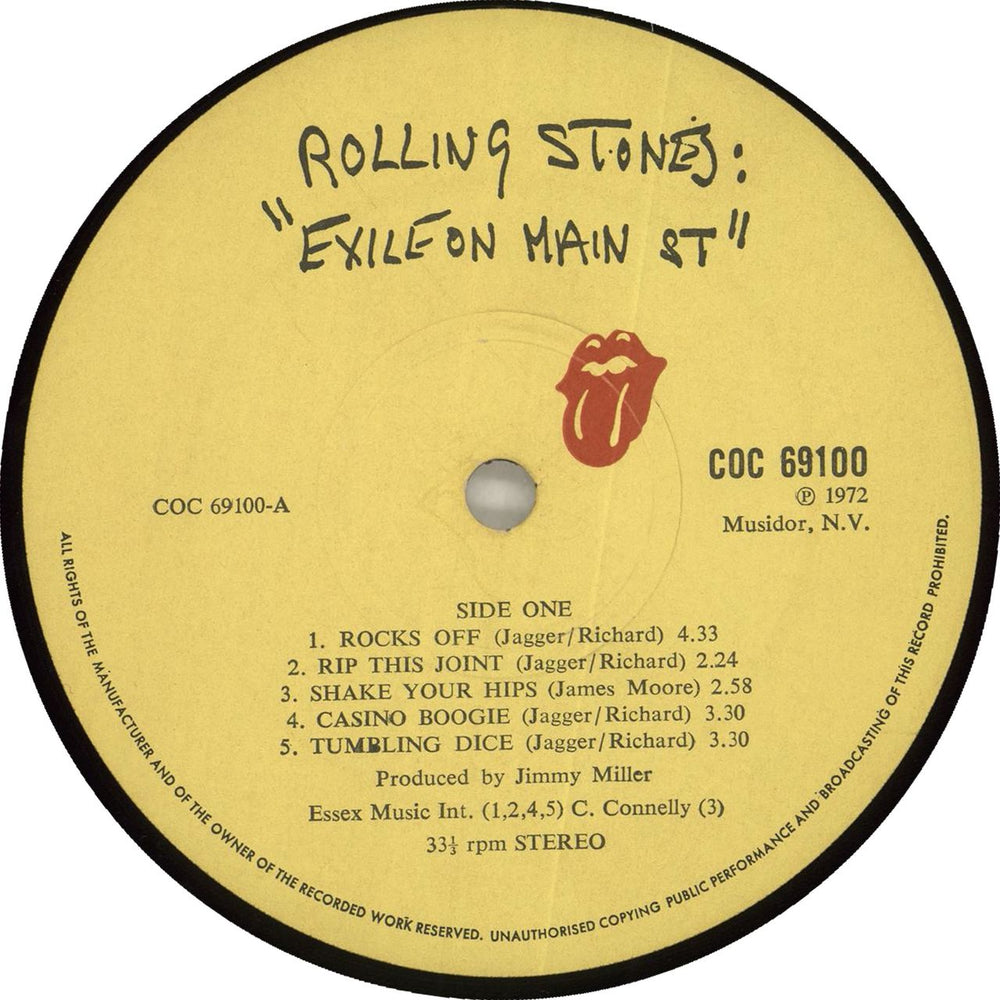 ROLLING STONES:
"EXILE ON MAIN ST"
COC 69100
℗ 1972
Musidor, N.V.
COC 69100-A
SIDE ONE
1. ROCKS OFF (Jagger/Richard) 4.33
2. RIP THIS JOINT (Jagger/Richard) 2.24
3. SHAKE YOUR HIPS (James Moore) 2.58
4. CASINO BOOGIE (Jagger/Richard) 3.30
5. TUMBLING DICE (Jagger/Richard) 3.30
Produced by Jimmy Miller
Essex Music Int. (1,2,4,5) C. Connelly (3)
33⅓ rpm STEREO
ALL RIGHTS OF THE MANUFACTURER AND OF THE OWNER OF THE RECORDED WORK RESERVED. UNAUTHORISED COPYING PUBLIC PERFORMANCE AND BROADCASTING OF THIS RECORD PROHIBITED.